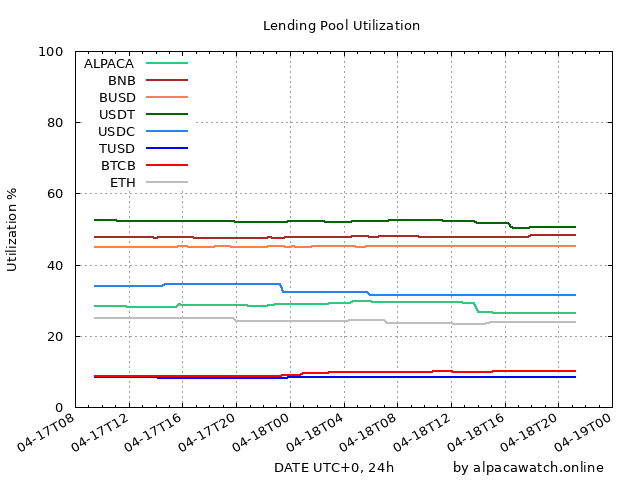 Lending Pool Utilization
100
80
60
40
20
0
Utilization %
ALPACA
BNB
BUSD
USDT
USDC
TUSD
BTCB
ETH
04-17T08
04-17T12
04-17T16
04-17T20
04-18T00
04-18T04
04-18T08
04-18T12
04-18T16
04-18T20
04-19T00
DATE UTC+0, 24h
by alpacawatch.online